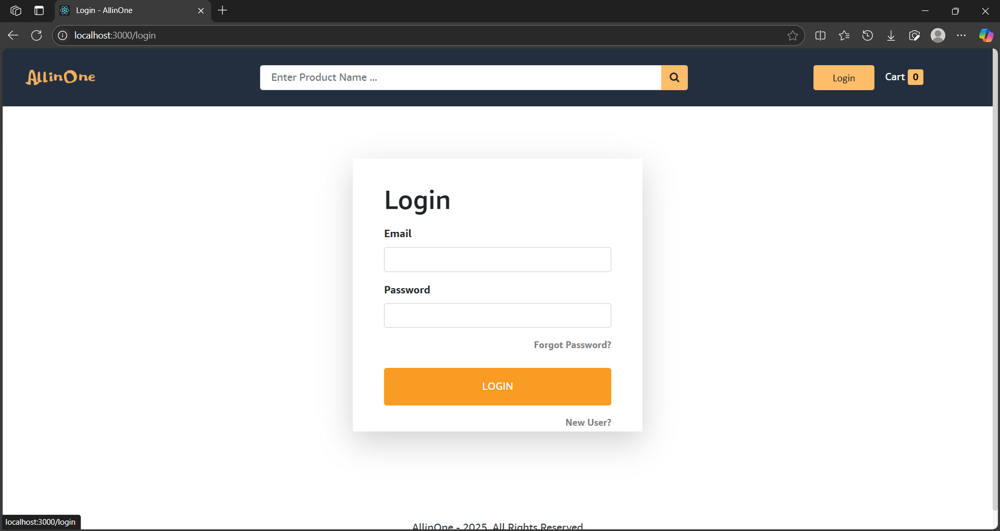 Login - AllinOne
localhost:3000/login
AllinOne
Enter Product Name ...
Login
Cart 0
Login
Email
Password
Forgot Password?
LOGIN
New User?
localhost:3000/login
AllinOne - 2025, All Rights Reserved